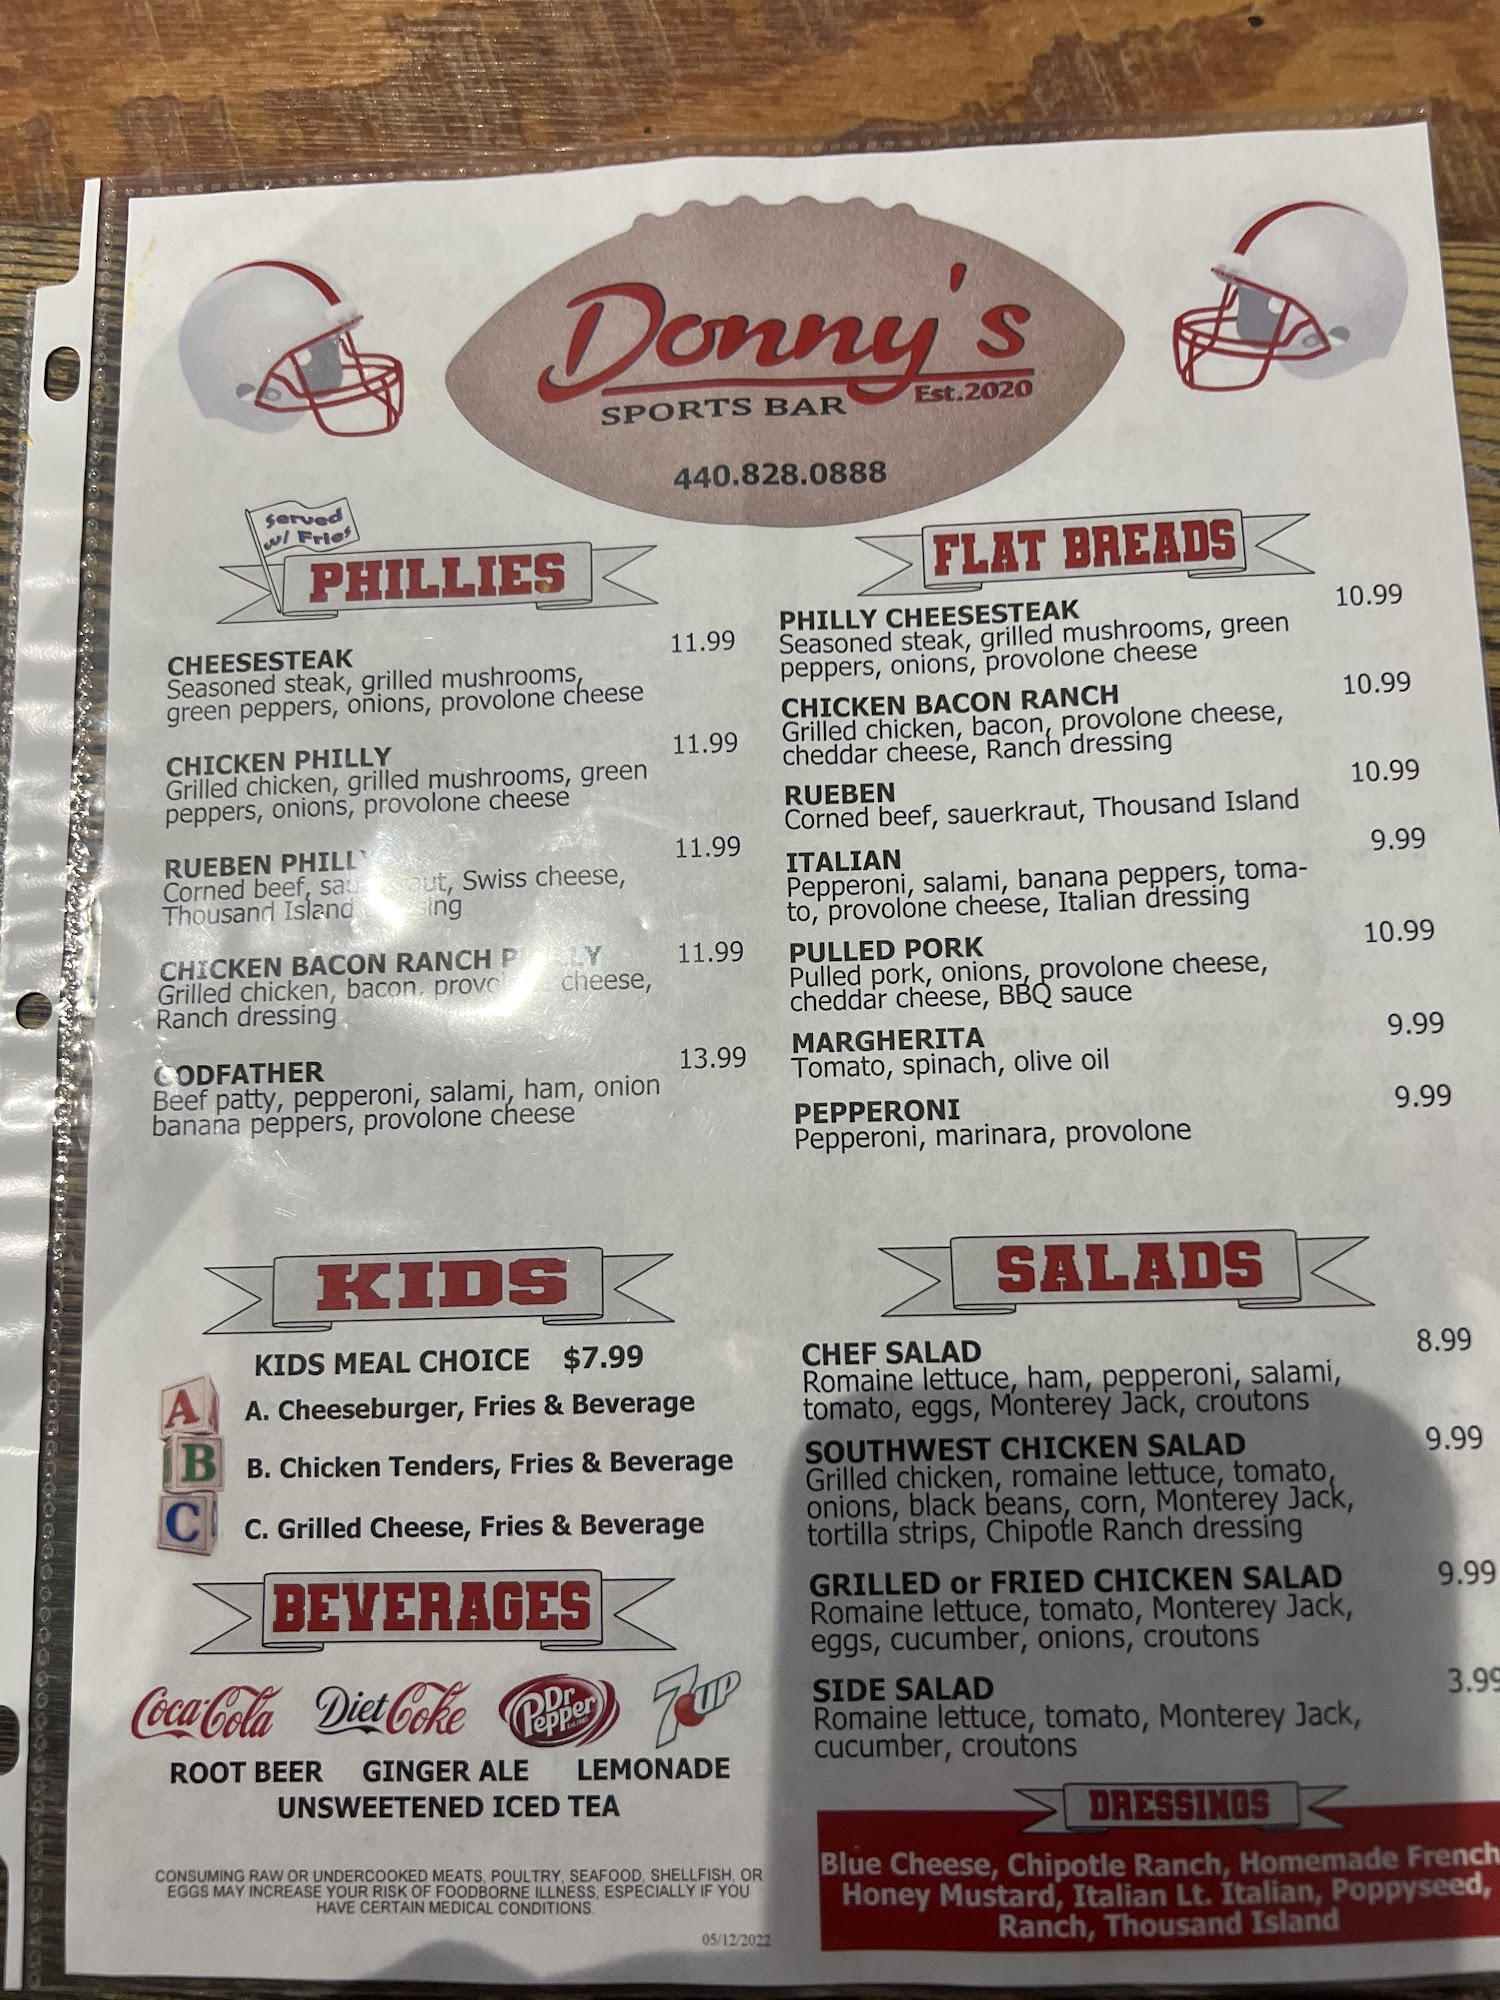 Donny's
SPORTS BAR
Est.2020
440.828.0888
Served
w/ Fries
PHILLIES
CHEESESTEAK 11.99
Seasoned steak, grilled mushrooms,
green peppers, onions, provolone cheese
CHICKEN PHILLY 11.99
Grilled chicken, grilled mushrooms, green
peppers, onions, provolone cheese
RUEBEN 11.99
Corned beef, Swiss cheese,
Thousand Island
CHICKEN BACON RANCH 11.99
Grilled chicken, bacon, cheese,
Ranch dressing
GODFATHER 13.99
Beef patty, pepperoni, salami, ham, onion
banana peppers, provolone cheese
FLAT BREADS
PHILLY CHEESESTEAK 10.99
Seasoned steak, grilled mushrooms, green
peppers, onions, provolone cheese
CHICKEN BACON RANCH 10.99
Grilled chicken, bacon, provolone cheese,
cheddar cheese, Ranch dressing
RUEBEN 10.99
Corned beef, sauerkraut, Thousand Island
ITALIAN 9.99
Pepperoni, salami, banana peppers, toma-
to, provolone cheese, Italian dressing
PULLED PORK 10.99
Pulled pork, onions, provolone cheese,
cheddar cheese, BBQ sauce
MARGHERITA 9.99
Tomato, spinach, olive oil
PEPPERONI 9.99
Pepperoni, marinara, provolone
KIDS
KIDS MEAL CHOICE $7.99
A
A. Cheeseburger, Fries & Beverage
B
B. Chicken Tenders, Fries & Beverage
C
C. Grilled Cheese, Fries & Beverage
BEVERAGES
Coca-Cola Diet Coke Dr Pepper 7UP
ROOT BEER GINGER ALE LEMONADE
UNSWEETENED ICED TEA
CONSUMING RAW OR UNDERCOOKED MEATS, POULTRY, SEAFOOD, SHELLFISH, OR
EGGS MAY INCREASE YOUR RISK OF FOODBORNE ILLNESS, ESPECIALLY IF YOU
HAVE CERTAIN MEDICAL CONDITIONS.
05/12/2022
SALADS
CHEF SALAD 8.99
Romaine lettuce, ham, pepperoni, salami,
tomato, eggs, Monterey Jack, croutons
SOUTHWEST CHICKEN SALAD 9.99
Grilled chicken, romaine lettuce, tomato,
onions, black beans, corn, Monterey Jack,
tortilla strips, Chipotle Ranch dressing
GRILLED or FRIED CHICKEN SALAD 9.99
Romaine lettuce, tomato, Monterey Jack,
eggs, cucumber, onions, croutons
SIDE SALAD 3.99
Romaine lettuce, tomato, Monterey Jack,
cucumber, croutons
DRESSINGS
Blue Cheese, Chipotle Ranch, Homemade French
Honey Mustard, Italian Lt. Italian, Poppyseed,
Ranch, Thousand Island